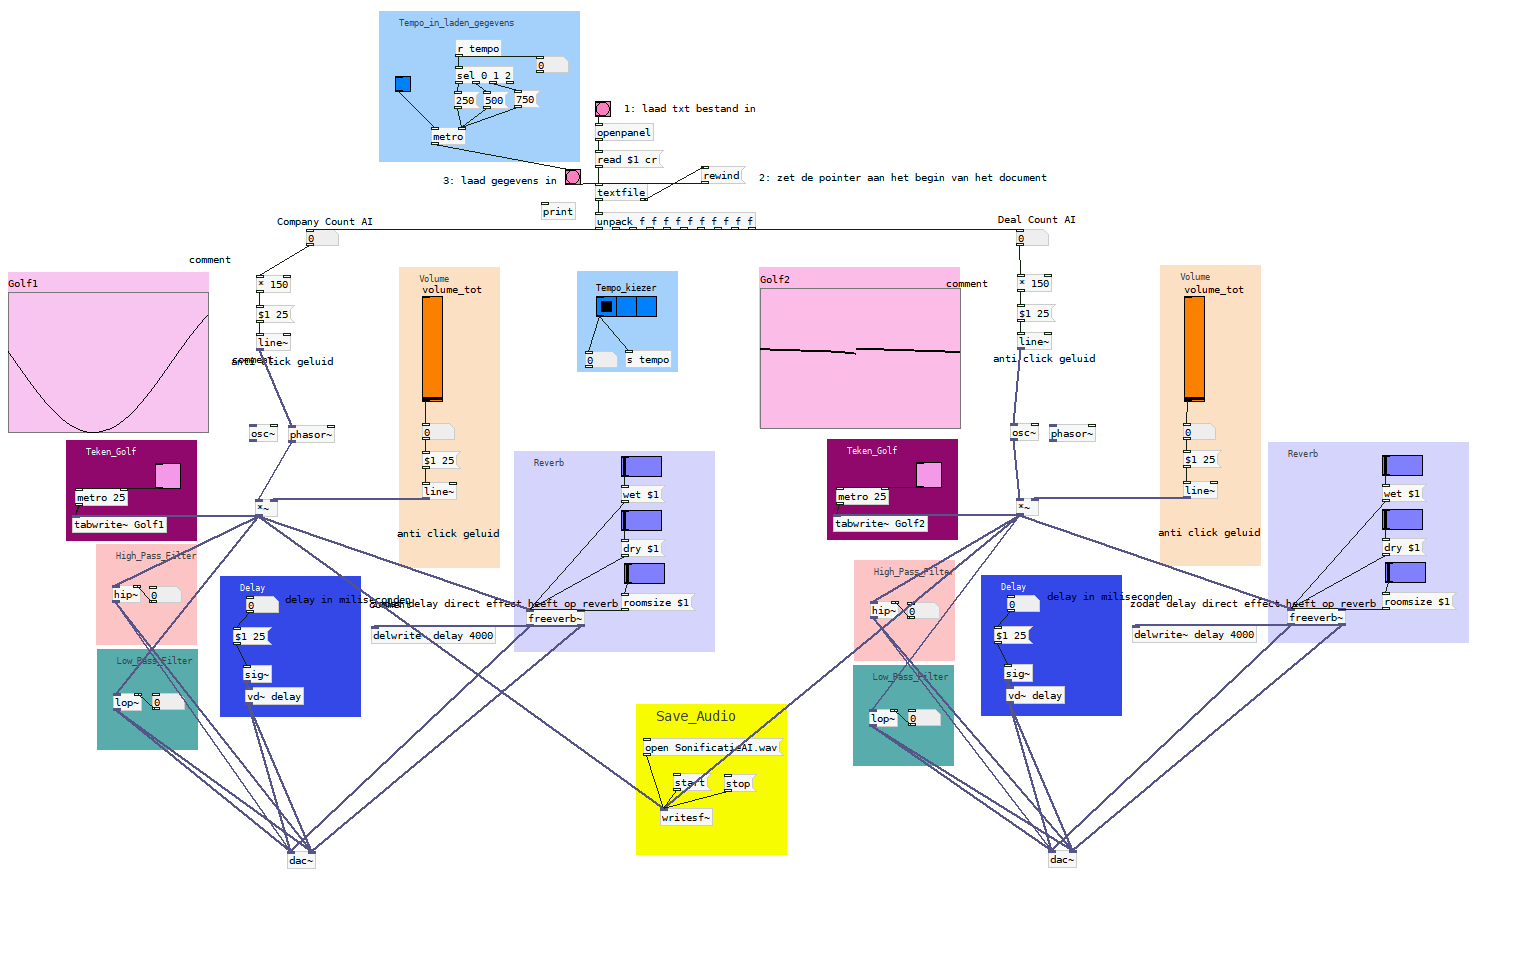 Tempo_in_laden_gegevens
r tempo
0
sel 0 1 2
250 500 750
metro
1: laad txt bestand in
openpanel
read $1 cr
rewind
2: zet de pointer aan het begin van het document
3: laad gegevens in
textfile
print
unpack f f f f f f f f f f
Company Count AI
0
Deal Count AI
0
comment
Golf1
* 150
$1 25
line~
anti click geluid
osc~ phasor~
Volume
volume_tot
0
$1 25
line~
anti click geluid
Tempo_kiezer
0
s tempo
Golf2
comment
* 150
$1 25
line~
anti click geluid
osc~ phasor~
Volume
volume_tot
0
$1 25
line~
anti click geluid
Teken_Golf
metro 25
tabwrite~ Golf1
*~
Reverb
wet $1
dry $1
roomsize $1
freeverb~
Teken_Golf
metro 25
tabwrite~ Golf2
*~
Reverb
wet $1
dry $1
roomsize $1
freeverb~
High_Pass_Filter
hip~ 0
Delay
0
delay in miliseconden
delay direct effect heeft op reverb
$1 25
delwrite~ delay 4000
sig~
vd~ delay
Low_Pass_Filter
lop~ 0
dac~
Save_Audio
open SonificatieAI.wav
start stop
writesf~
High_Pass_Filter
hip~ 0
Delay
0
delay in miliseconden
zodat delay direct effect heeft op reverb
$1 25
delwrite~ delay 4000
sig~
vd~ delay
Low_Pass_Filter
lop~ 0
dac~